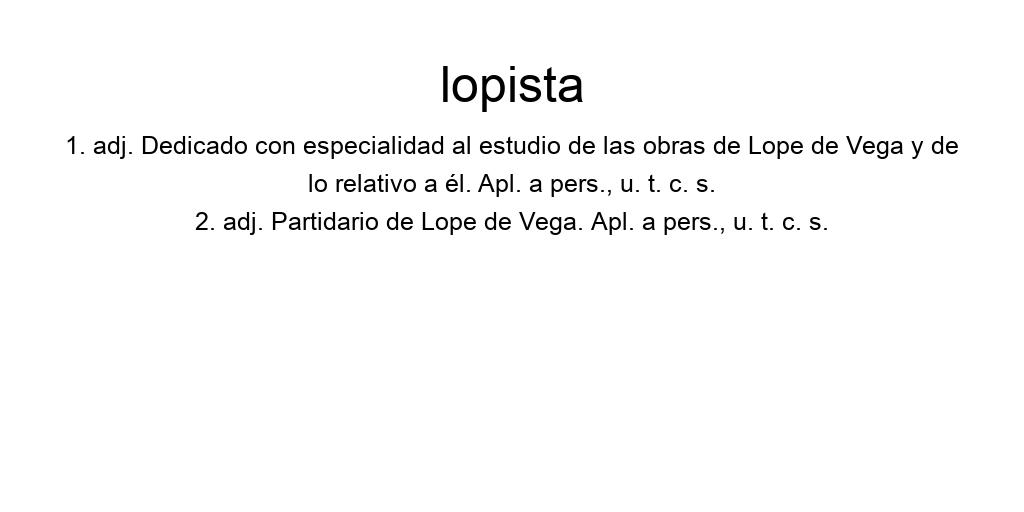 lopista
1. adj. Dedicado con especialidad al estudio de las obras de Lope de Vega y de
lo relativo a él. Apl. a pers., u. t. c. s.
2. adj. Partidario de Lope de Vega. Apl. a pers., u. t. c. s.